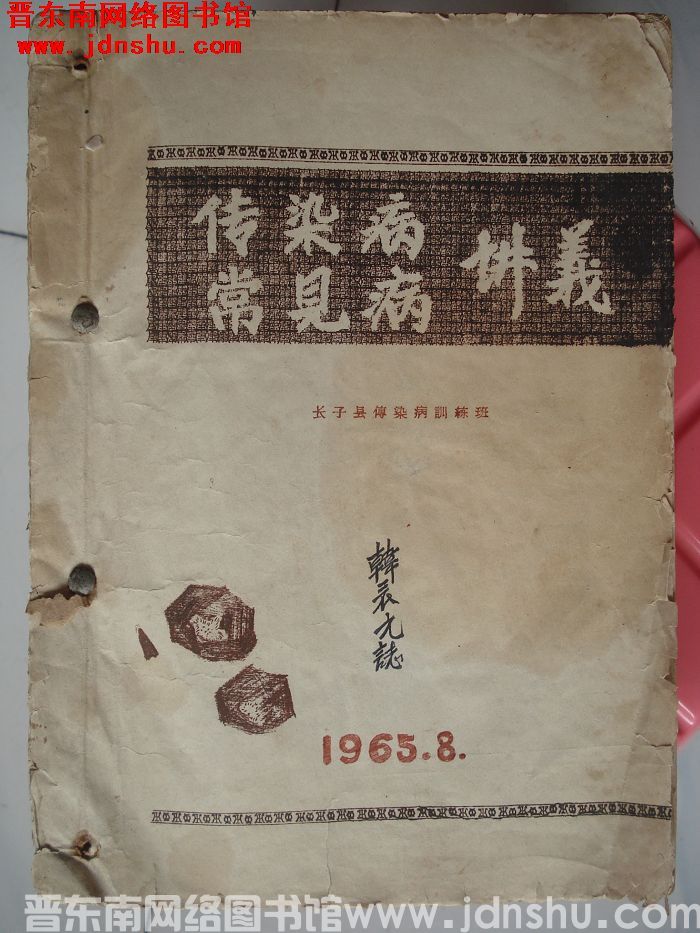 晋东南网络图书馆
www.jdnshu.com
传染病
常见病 讲義
长子县傳染病訓練班
韓辰九誌
1965.8.
晋东南网络图书馆www.jdnshu.com